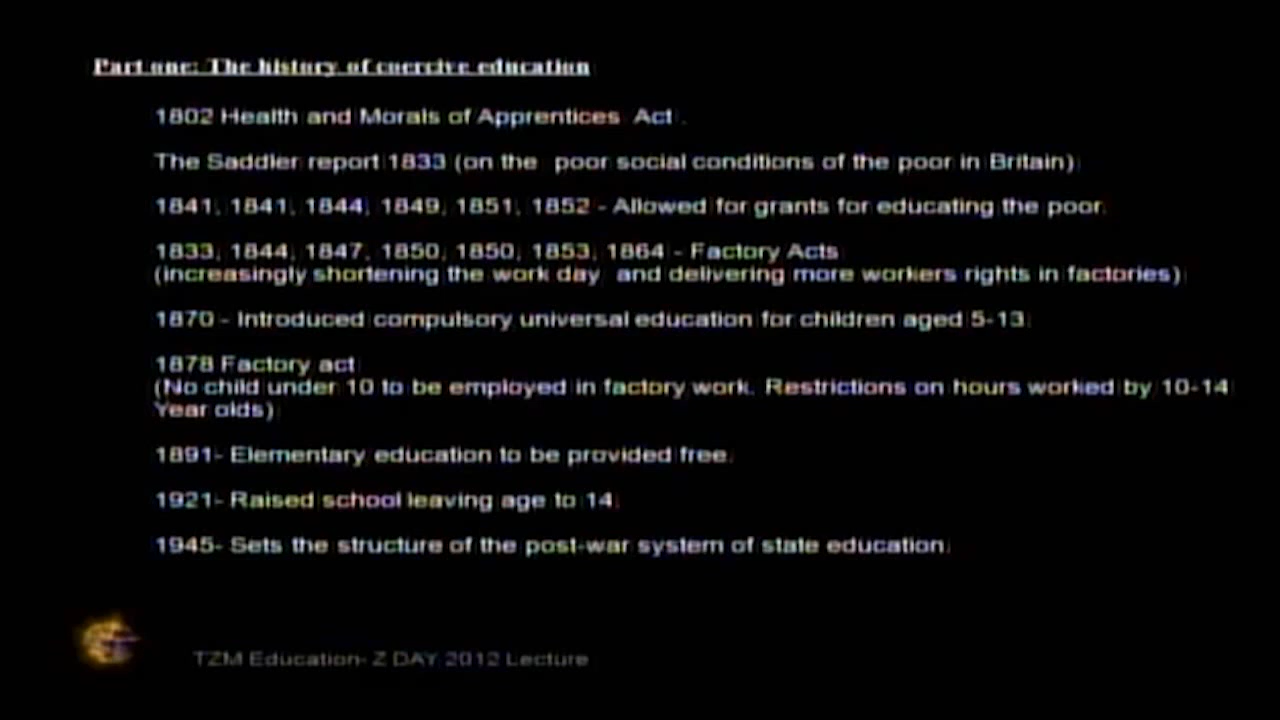 Part one: The history of coercive education
1802 Health and Morals of Apprentices Act.
The Saddler report 1833 (on the poor social conditions of the poor in Britain)
1841, 1841, 1844, 1849, 1851, 1852 - Allowed for grants for educating the poor.
1833, 1844, 1847, 1850, 1850, 1853, 1864 - Factory Acts
(increasingly shortening the work day and delivering more workers rights in factories)
1870 - Introduced compulsory universal education for children aged 5-13.
1878 Factory act
(No child under 10 to be employed in factory work. Restrictions on hours worked by 10-14
Year olds)
1891- Elementary education to be provided free.
1921- Raised school leaving age to 14.
1945- Sets the structure of the post-war system of state education.
TZM Education- Z DAY 2012 Lecture